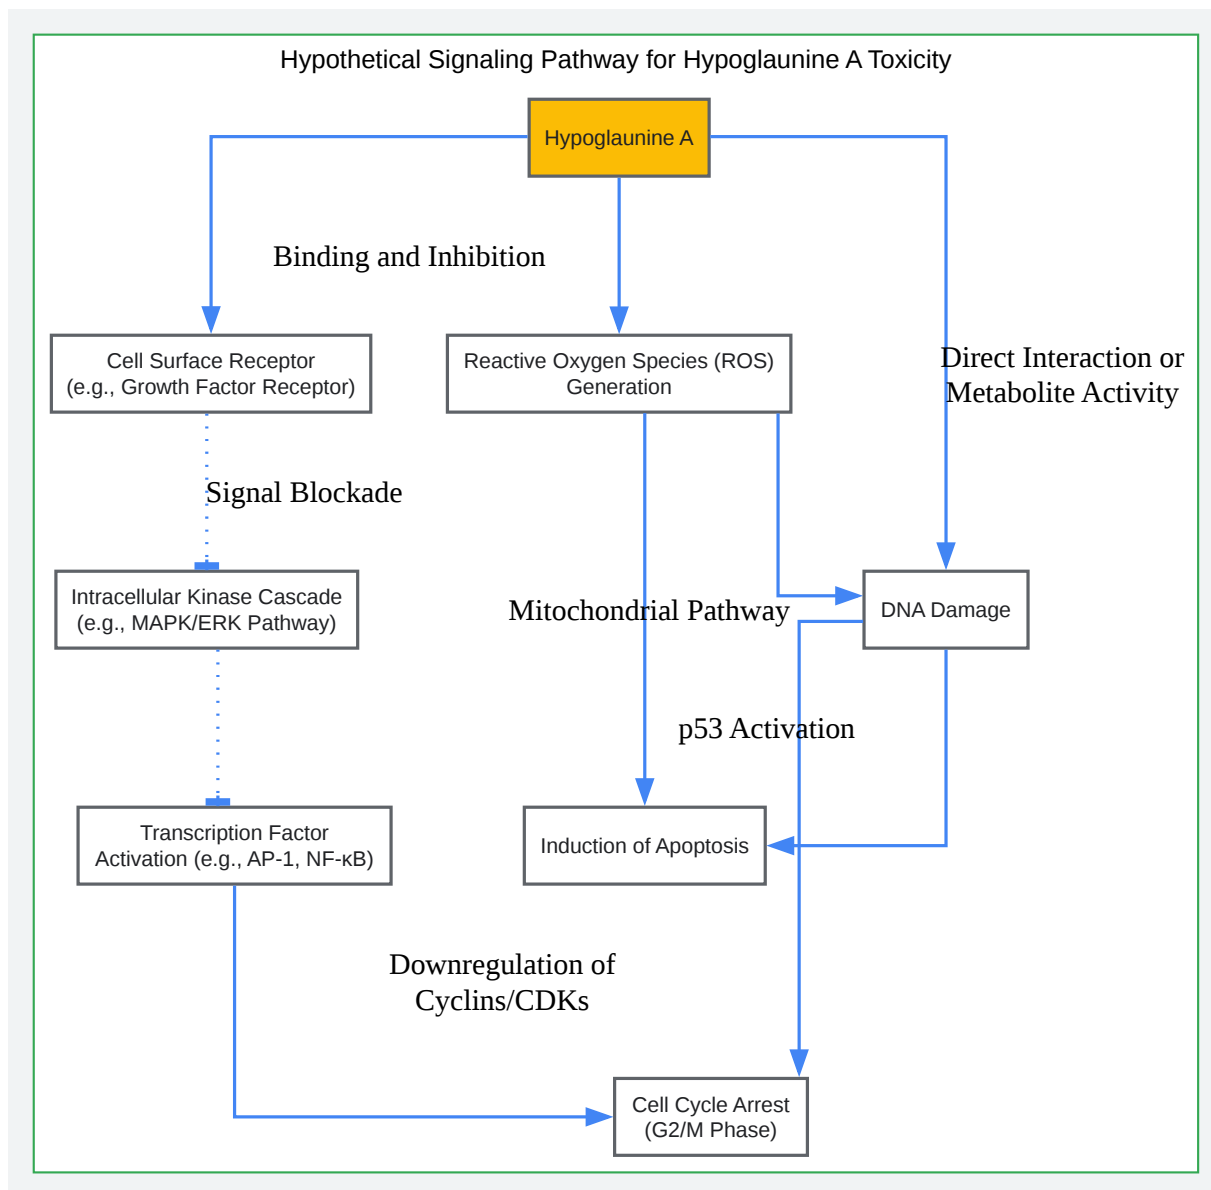 Hypothetical Signaling Pathway for Hypoglaunine A Toxicity
Hypoglaunine A
Binding and Inhibition
Cell Surface Receptor
(e.g., Growth Factor Receptor)
Reactive Oxygen Species (ROS)
Generation
Direct Interaction or
Metabolite Activity
Signal Blockade
Intracellular Kinase Cascade
(e.g., MAPK/ERK Pathway)
Mitochondrial Pathway
DNA Damage
p53 Activation
Transcription Factor
Activation (e.g., AP-1, NF-κB)
Induction of Apoptosis
Downregulation of
Cyclins/CDKs
Cell Cycle Arrest
(G2/M Phase)